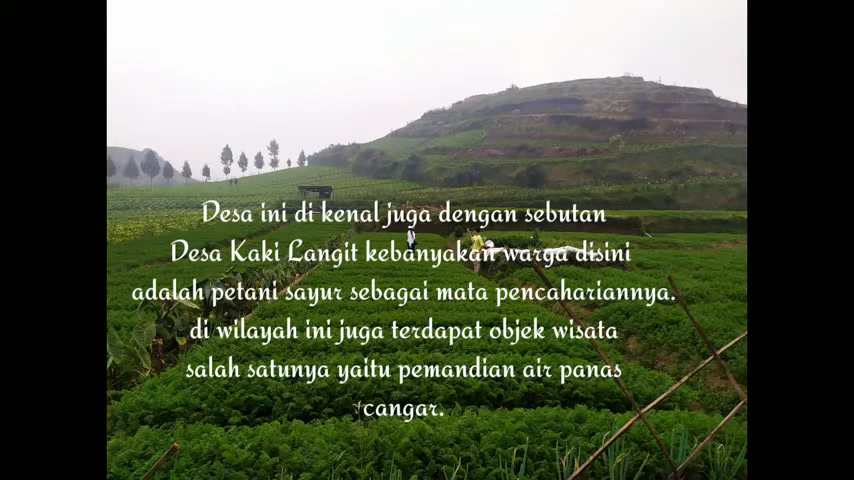 Desa ini di kenal juga dengan sebutan
Desa Kaki Langit kebanyakan warga disini
adalah petani sayur sebagai mata pencahariannya.
di wilayah ini juga terdapat objek wisata
salah satunya yaitu pemandian air panas
cangar.